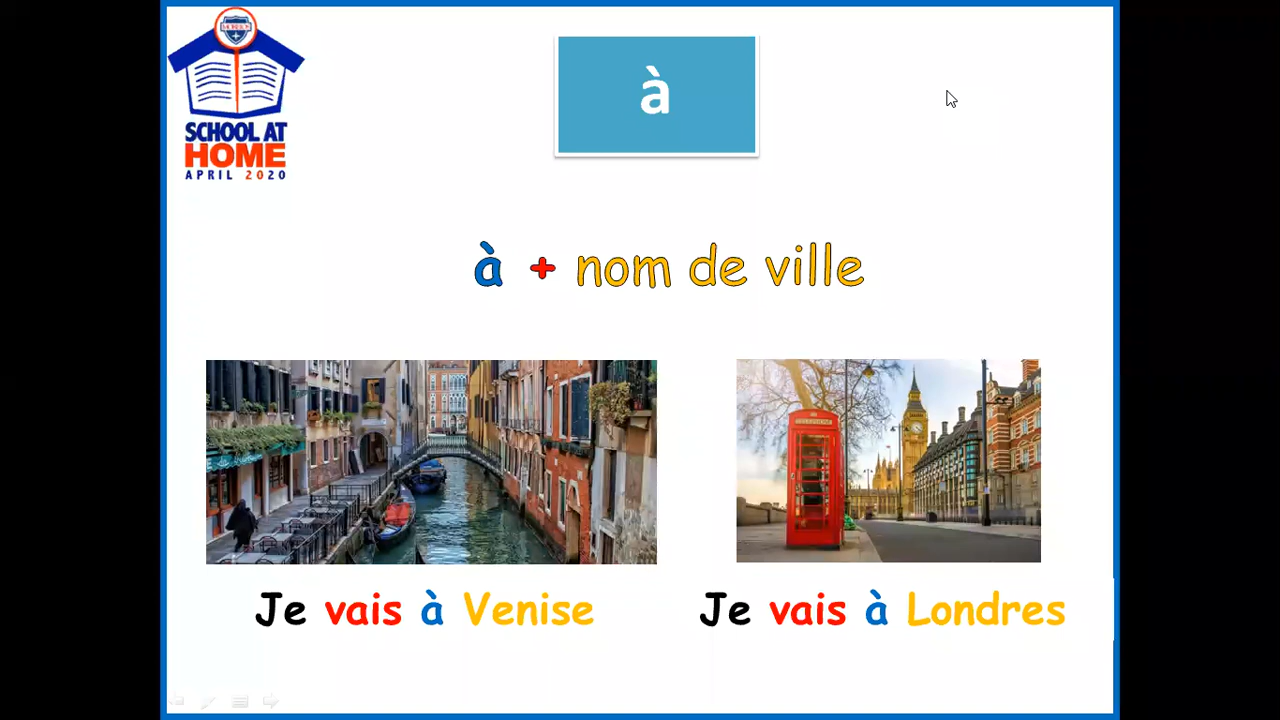 SCHOOL AT
HOME
APRIL 2020
à
à + nom de ville
Je vais à Venise
Je vais à Londres